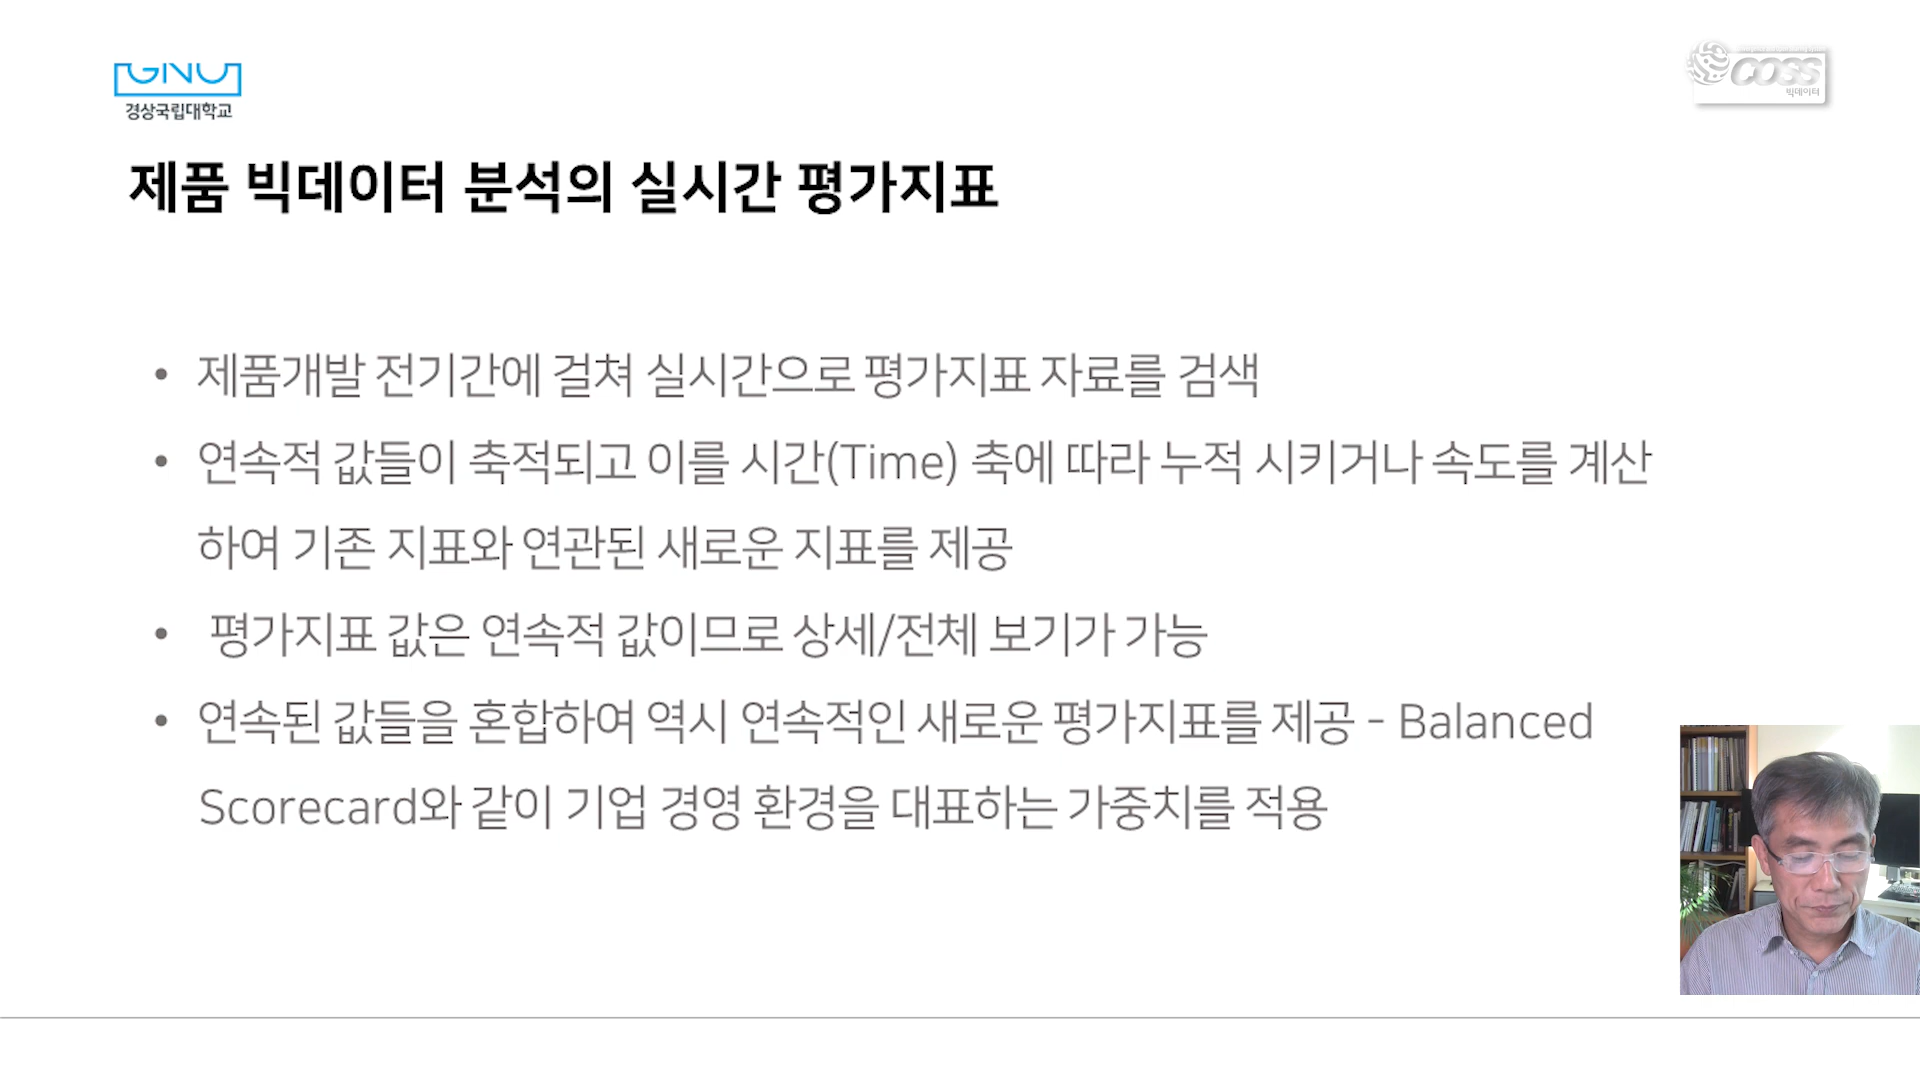 GNU
경상국립대학교
COSS
빅데이터
제품 빅데이터 분석의 실시간 평가지표
• 제품개발 전기간에 걸쳐 실시간으로 평가지표 자료를 검색
• 연속적 값들이 축적되고 이를 시간(Time) 축에 따라 누적 시키거나 속도를 계산
하여 기존 지표와 연관된 새로운 지표를 제공
• 평가지표 값은 연속적 값이므로 상세/전체 보기가 가능
• 연속된 값들을 혼합하여 역시 연속적인 새로운 평가지표를 제공 - Balanced
Scorecard와 같이 기업 경영 환경을 대표하는 가중치를 적용